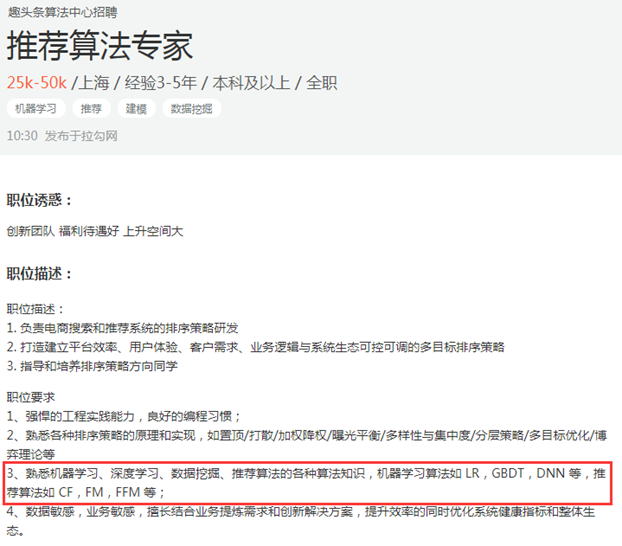 趣头条算法中心招聘
推荐算法专家
25k-50k /上海 / 经验3-5年 / 本科及以上 / 全职
机器学习 推荐 建模 数据挖掘
10:30 发布于拉勾网
职位诱惑：
创新团队 福利待遇好 上升空间大
职位描述：
职位描述：
1. 负责电商搜索和推荐系统的排序策略研发
2. 打造建立平台效率、用户体验、客户需求、业务逻辑与系统生态可控可调的多目标排序策略
3. 指导和培养排序策略方向同学
职位要求
1、强悍的工程实践能力，良好的编程习惯；
2、熟悉各种排序策略的原理和实现，如置顶/打散/加权降权/曝光平衡/多样性与集中度/分层策略/多目标优化/博
弈理论等
3、熟悉机器学习、深度学习、数据挖掘、推荐算法的各种算法知识，机器学习算法如 LR，GBDT，DNN 等，推
荐算法如 CF，FM，FFM 等；
4、数据敏感，业务敏感，擅长结合业务提炼需求和创新解决方案，提升效率的同时优化系统健康指标和整体生
态。